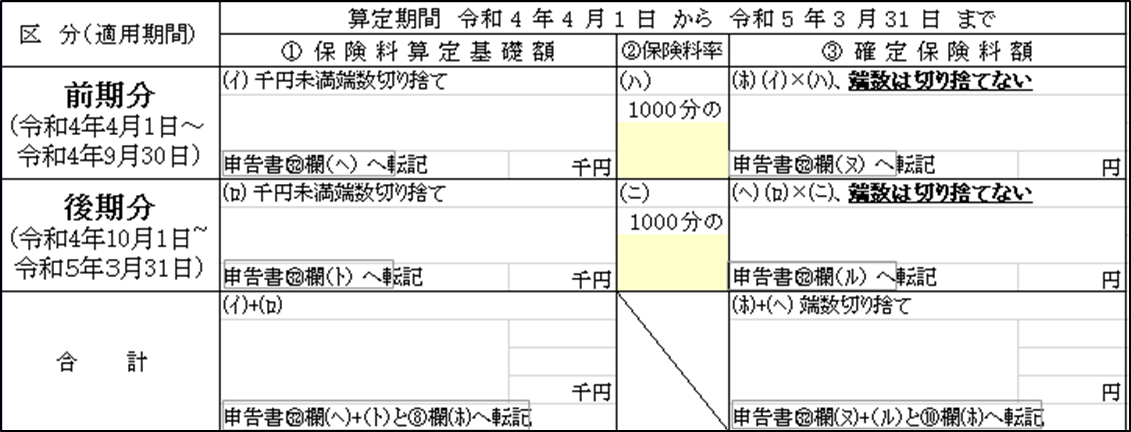 区 分(適用期間)
算定期間 令和 4 年 4 月 1 日 から 令和 5 年 3 月 31 日 まで
① 保 険 料 算 定 基 礎 額
②保険料率
③ 確 定 保 険 料 額
前期分
(令和4年4月1日～
令和4年9月30日)
(イ) 千円未満端数切り捨て
申告書㉜欄(ヘ) へ転記
千円
(ハ)
1000分の
(ホ) (イ)×(ハ)、端数は切り捨てない
申告書㉜欄(ヌ) へ転記
円
後期分
(令和4年10月1日~
令和5年3月31日)
(ロ) 千円未満端数切り捨て
申告書㉜欄(ト) へ転記
千円
(ニ)
1000分の
(ヘ) (ロ)×(ニ)、端数は切り捨てない
申告書㉜欄(ル) へ転記
円
合 計
(イ)+(ロ)
千円
申告書㉜欄(ヘ)+(ト)と⑧欄(ホ)へ転記
(ホ)+(ヘ) 端数切り捨て
円
申告書㉜欄(ヌ)+(ル)と⑩欄(ホ)へ転記